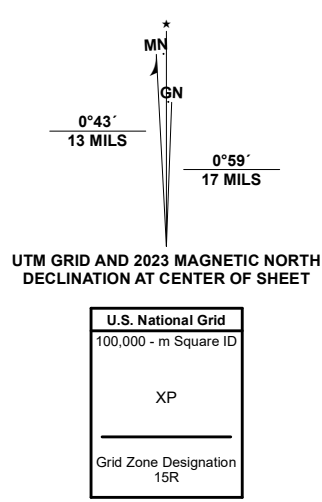 ★
MN
GN
0°43´
13 MILS
0°59´
17 MILS
UTM GRID AND 2023 MAGNETIC NORTH
DECLINATION AT CENTER OF SHEET
U.S. National Grid
100,000 - m Square ID
XP
Grid Zone Designation
15R